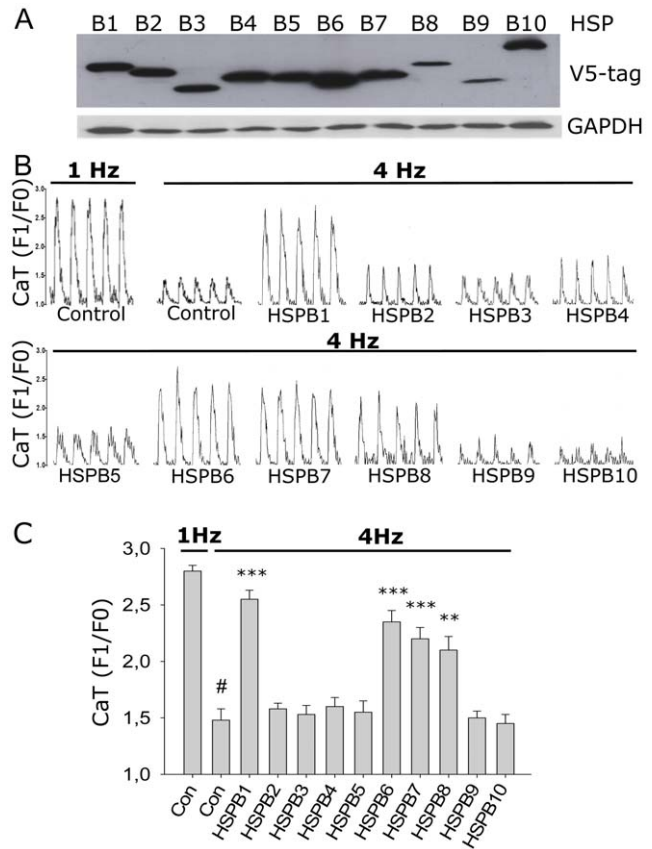 A
B1 B2 B3 B4 B5 B6 B7 B8 B9 B10 HSP
V5-tag
GAPDH
B
1 Hz 4 Hz
CaT (F1/F0)
3.0
2.5
1.5
1.0
Control Control HSPB1 HSPB2 HSPB3 HSPB4
4 Hz
CaT (F1/F0)
3.0
2.5
2.0
1.5
1.0
HSPB5 HSPB6 HSPB7 HSPB8 HSPB9 HSPB10
C
1Hz 4Hz
CaT (F1/F0)
3,0
2,5
2,0
1,5
1,0
# *** *** *** **
Con Con HSPB1 HSPB2 HSPB3 HSPB4 HSPB5 HSPB6 HSPB7 HSPB8 HSPB9 HSPB10